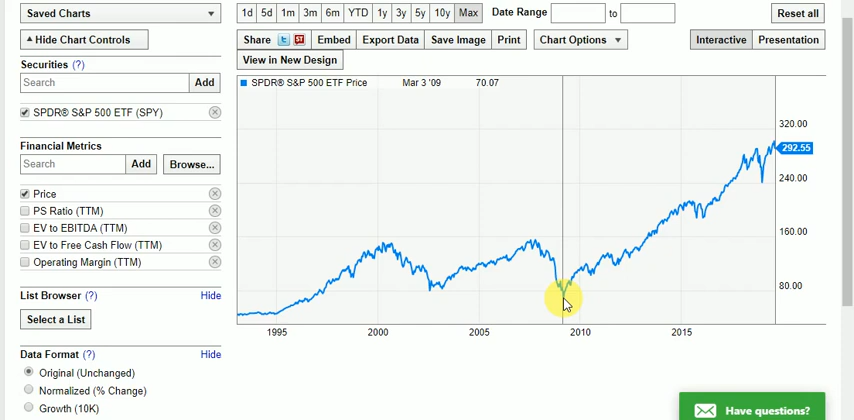 Saved Charts
1d 5d 1m 3m 6m YTD 1y 3y 5y 10y Max Date Range to Reset all
Hide Chart Controls
Share Embed Export Data Save Image Print Chart Options Interactive Presentation
View in New Design
Securities (?)
Search Add
SPDR® S&P 500 ETF (SPY)
SPDR® S&P 500 ETF Price Mar 3 '09 70.07
Financial Metrics
Search Add Browse...
Price
PS Ratio (TTM)
EV to EBITDA (TTM)
EV to Free Cash Flow (TTM)
Operating Margin (TTM)
320.00
292.55
240.00
160.00
80.00
1995 2000 2005 2010 2015
List Browser (?) Hide
Select a List
Data Format (?) Hide
Original (Unchanged)
Normalized (% Change)
Growth (10K)
Have questions?